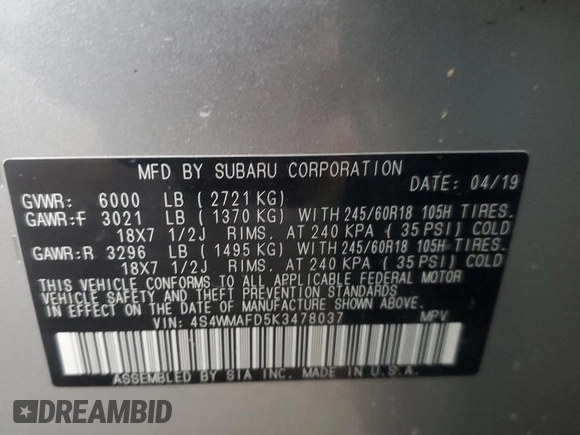 MFD BY SUBARU CORPORATION
DATE: 04/19
GVWR: 6000 LB (2721 KG)
GAWR:F 3021 LB (1370 KG) WITH 245/60R18 105H TIRES.
18X7 1/2J RIMS. AT 240 KPA (35 PSI) COLD
GAWR:R 3296 LB (1495 KG) WITH 245/60R18 105H TIRES.
18X7 1/2J RIMS. AT 240 KPA (35 PSI) COLD
THIS VEHICLE CONFORMS TO ALL APPLICABLE FEDERAL MOTOR
VEHICLE SAFETY AND THEFT PREVENTION STANDARDS
IN EFFECT ON THE DATE OF MANUFACTURE SHOWN ABOVE.
VIN: 4S4WMAFD5K3478037 MPV
ASSEMBLED BY SIA INC. MADE IN U.S.A.
DREAMBID